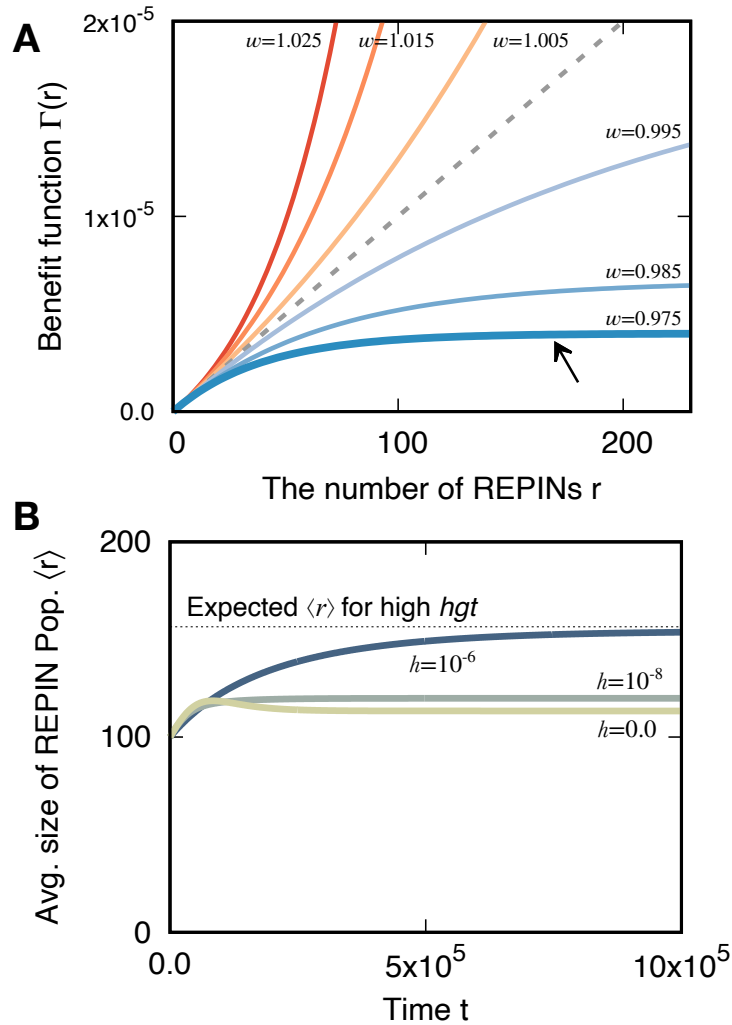 A
2x10⁻⁵
w=1.025
w=1.015
w=1.005
w=0.995
1x10⁻⁵
w=0.985
w=0.975
0.0
Benefit function Γ(r)
0
100
200
The number of REPINs r
B
200
Expected ⟨r⟩ for high hgt
h=10⁻⁶
h=10⁻⁸
h=0.0
100
0
Avg. size of REPIN Pop. ⟨r⟩
0.0
5x10⁵
10x10⁵
Time t